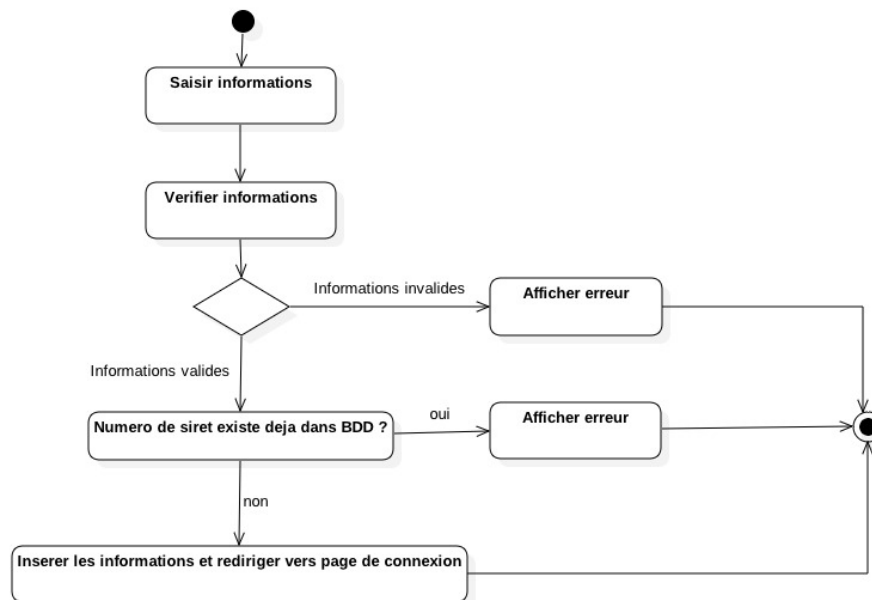 Saisir informations
Verifier informations
Informations invalides
Afficher erreur
Informations valides
Numero de siret existe deja dans BDD ?
oui
Afficher erreur
non
Inserer les informations et rediriger vers page de connexion